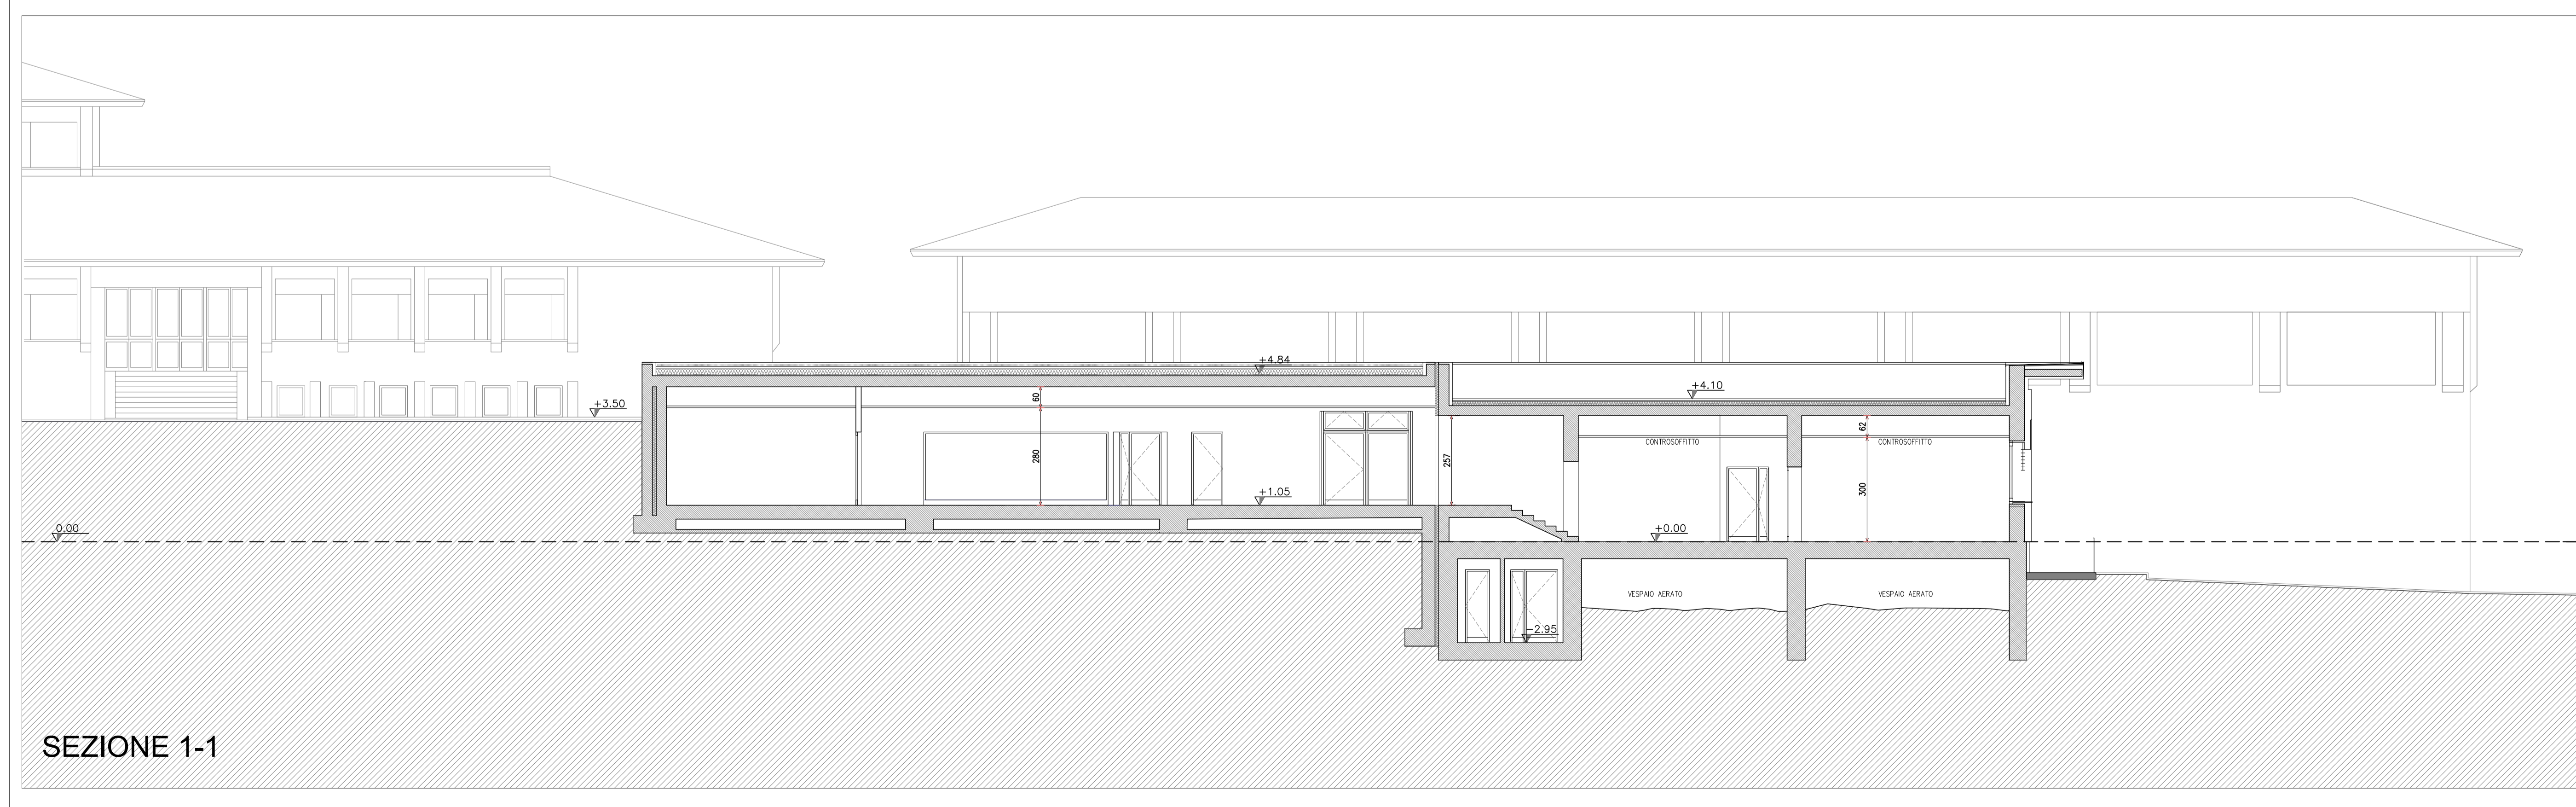 +4.84
+4.10
+3.50
60
62
CONTROSOFFITTO
CONTROSOFFITTO
280
257
300
+1.05
0.00
+0.00
VESPAIO AERATO
VESPAIO AERATO
-2.95
SEZIONE 1-1